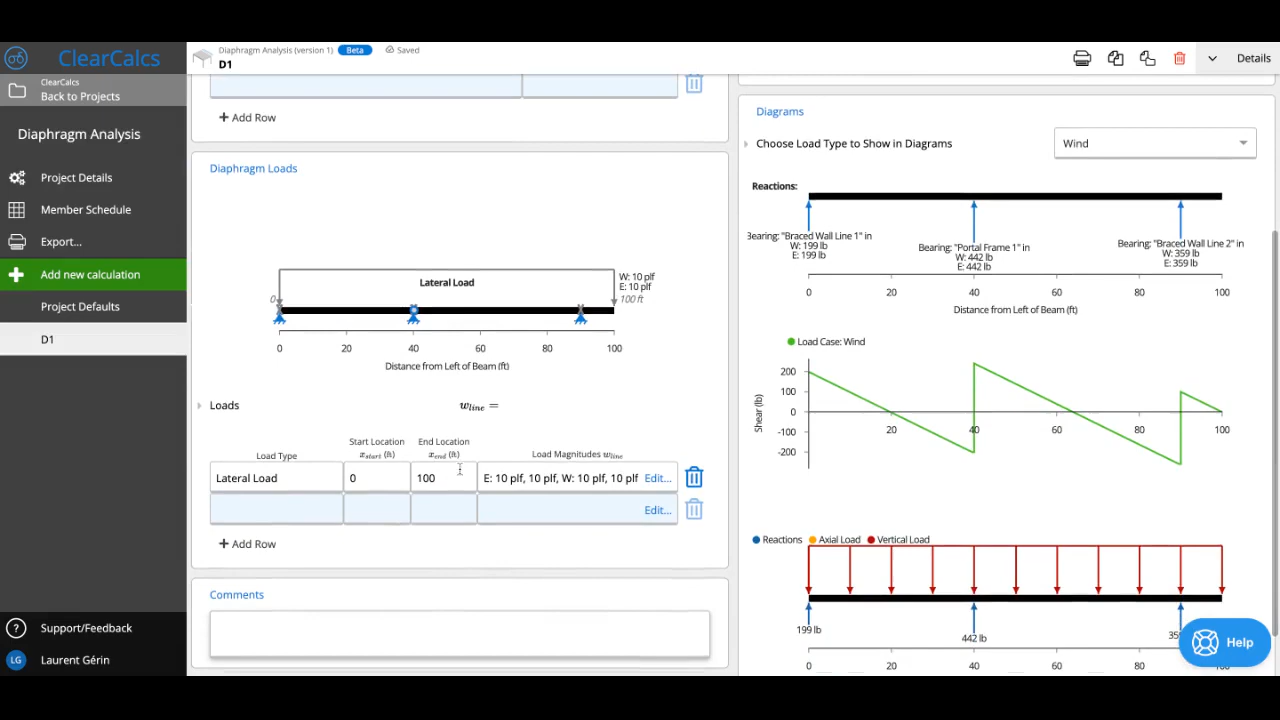 ClearCalcs
Diaphragm Analysis (version 1) Beta Saved
D1
Details
ClearCalcs
Back to Projects
Diaphragm Analysis
Project Details
Member Schedule
Export...
Add new calculation
Project Defaults
D1
Support/Feedback
LG Laurent Gérin
+ Add Row
Diaphragm Loads
Lateral Load
W: 10 plf
E: 10 plf
0
100 ft
0 20 40 60 80 100
Distance from Left of Beam (ft)
Loads
w_line =
Load Type
Start Location
x_start (ft)
End Location
x_end (ft)
Load Magnitudes w_line
Lateral Load 0 100 E: 10 plf, 10 plf, W: 10 plf, 10 plf Edit...
Edit...
+ Add Row
Comments
Diagrams
Choose Load Type to Show in Diagrams Wind
Reactions:
Bearing: "Braced Wall Line 1" in
W: 199 lb
E: 199 lb
Bearing: "Portal Frame 1" in
W: 442 lb
E: 442 lb
Bearing: "Braced Wall Line 2" in
W: 359 lb
E: 359 lb
0 20 40 60 80 100
Distance from Left of Beam (ft)
Load Case: Wind
Shear (lb)
200
100
0
-100
-200
20 40 60 80 100
Reactions Axial Load Vertical Load
199 lb
442 lb
35
0 20 40 60 80 100
Help